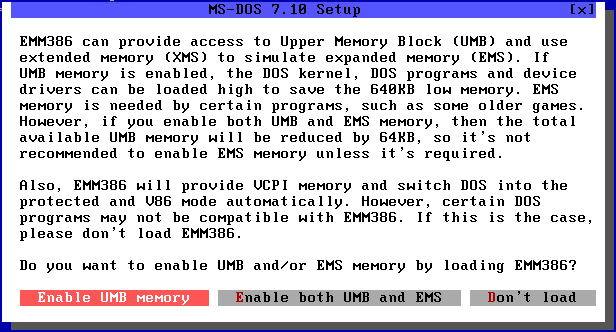 MS-DOS 7.10 Setup [×]
EMM386 can provide access to Upper Memory Block (UMB) and use
extended memory (XMS) to simulate expanded memory (EMS). If
UMB memory is enabled, the DOS kernel, DOS programs and device
drivers can be loaded high to save the 640KB low memory. EMS
memory is needed by certain programs, such as some older games.
However, if you enable both UMB and EMS memory, then the total
available UMB memory will be reduced by 64KB, so it's not
recommended to enable EMS memory unless it's required.
Also, EMM386 will provide VCPI memory and switch DOS into the
protected and V86 mode automatically. However, certain DOS
programs may not be compatible with EMM386. If this is the case,
please don't load EMM386.
Do you want to enable UMB and/or EMS memory by loading EMM386?
Enable UMB memory Enable both UMB and EMS Don't load